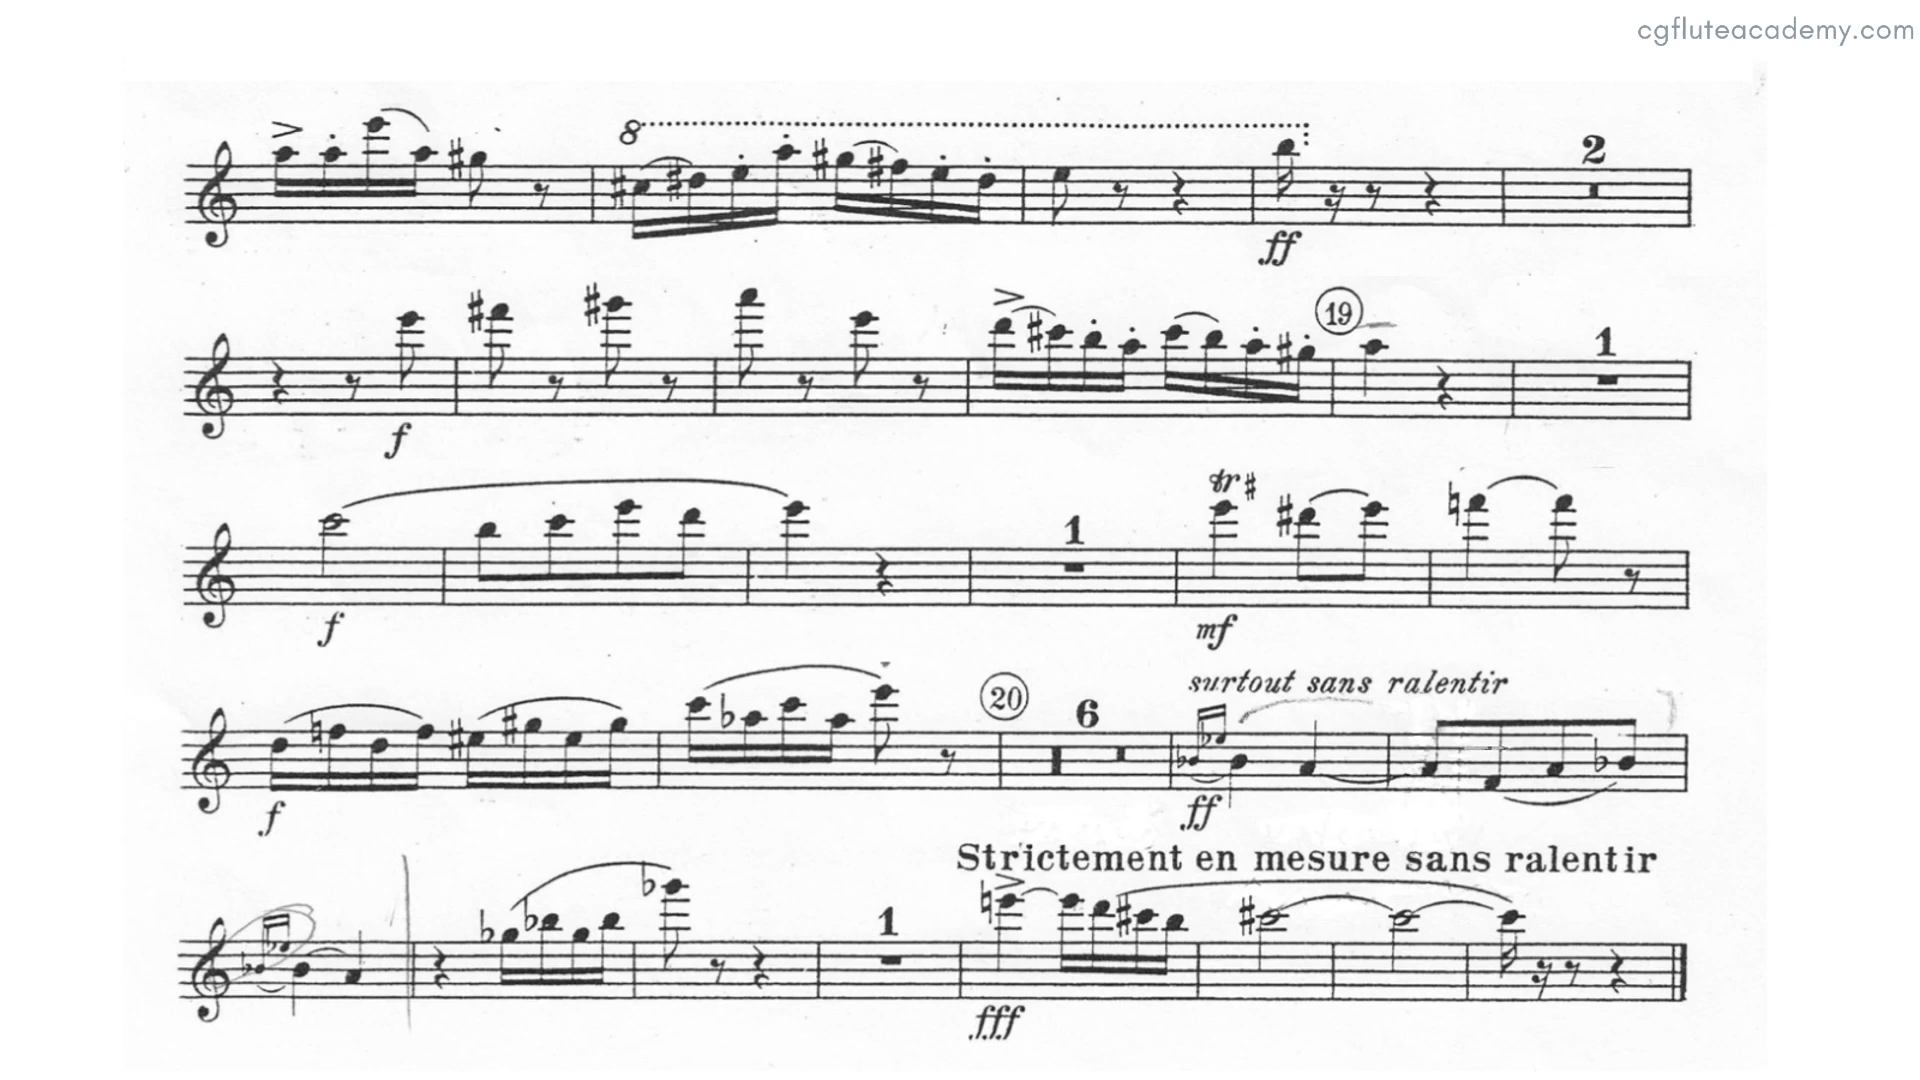 cgfluteacademy.com
8
2
ff
19
1
f
tr
1
f
mf
surtout sans ralentir
20
6
f
ff
Strictement en mesure sans ralentir
1
fff